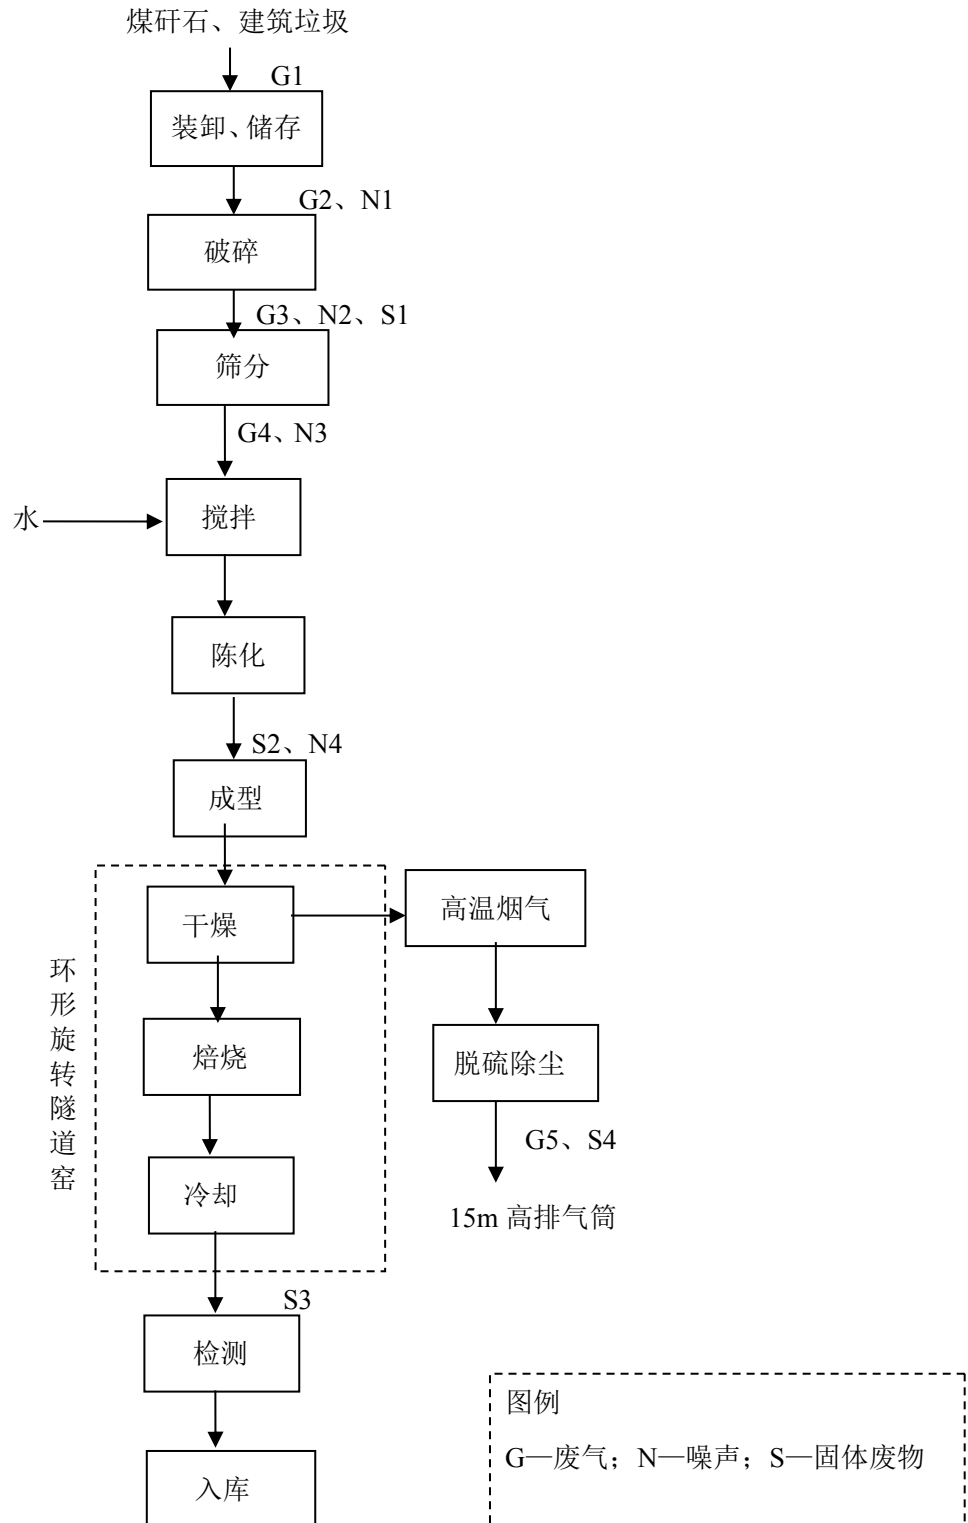 煤矸石、建筑垃圾
G1
装卸、储存
G2、N1
破碎
G3、N2、S1
筛分
G4、N3
水
搅拌
陈化
S2、N4
成型
环形旋转隧道窑
干燥
高温烟气
焙烧
脱硫除尘
G5、S4
冷却
15m 高排气筒
S3
检测
入库
图例
G—废气；N—噪声；S—固体废物